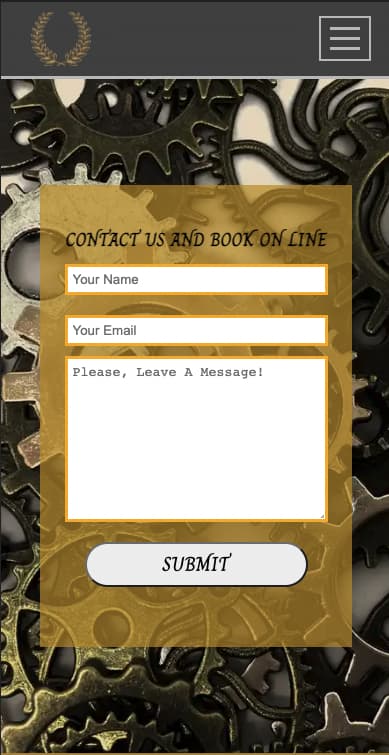 CONTACT US AND BOOK ON LINE
Your Name
Your Email
Please, Leave A Message!
SUBMIT